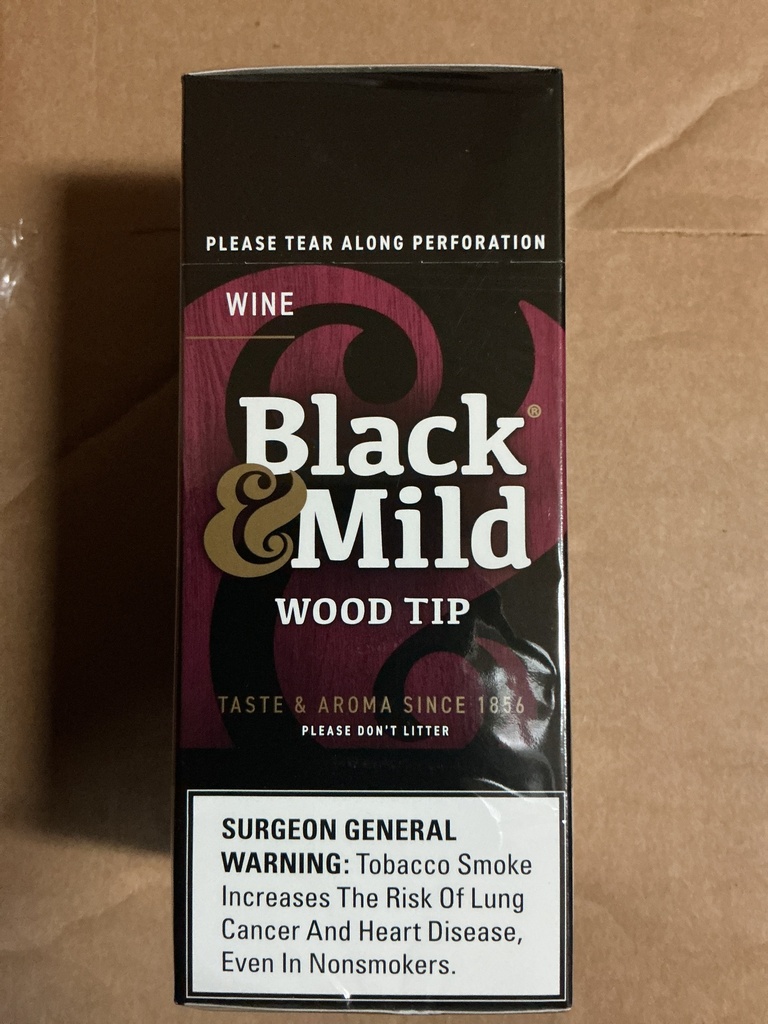 PLEASE TEAR ALONG PERFORATION
WINE
Black®
& Mild
WOOD TIP
TASTE & AROMA SINCE 1856
PLEASE DON'T LITTER
SURGEON GENERAL
WARNING: Tobacco Smoke
Increases The Risk Of Lung
Cancer And Heart Disease,
Even In Nonsmokers.